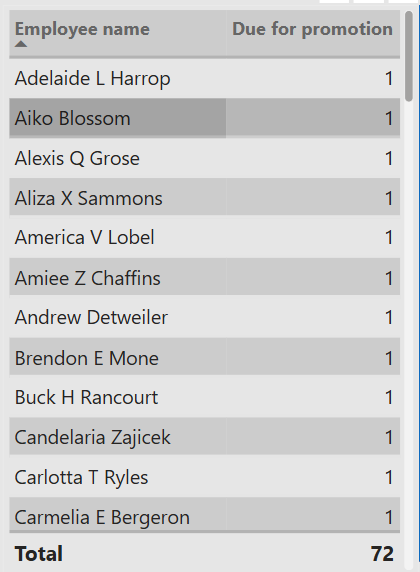 Employee name Due for promotion
Adelaide L Harrop 1
Aiko Blossom 1
Alexis Q Grose 1
Aliza X Sammons 1
America V Lobel 1
Amiee Z Chaffins 1
Andrew Detweiler 1
Brendon E Mone 1
Buck H Rancourt 1
Candelaria Zajicek 1
Carlotta T Ryles 1
Carmelia E Bergeron 1
Total 72